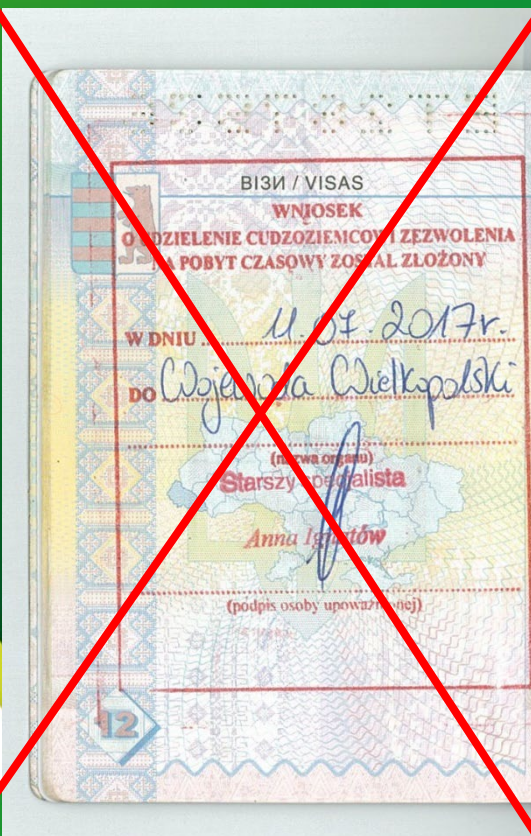 ВІЗИ / VISAS
WNIOSEK
O UDZIELENIE CUDZOZIEMCOWI ZEZWOLENIA
NA POBYT CZASOWY ZOSTAŁ ZŁOŻONY
W DNIU 11.07.2017r.
DO Wojewoda Wielkopolski
(nazwa organu)
Starszy specjalista
Anna
(podpis osoby upoważnionej)
12